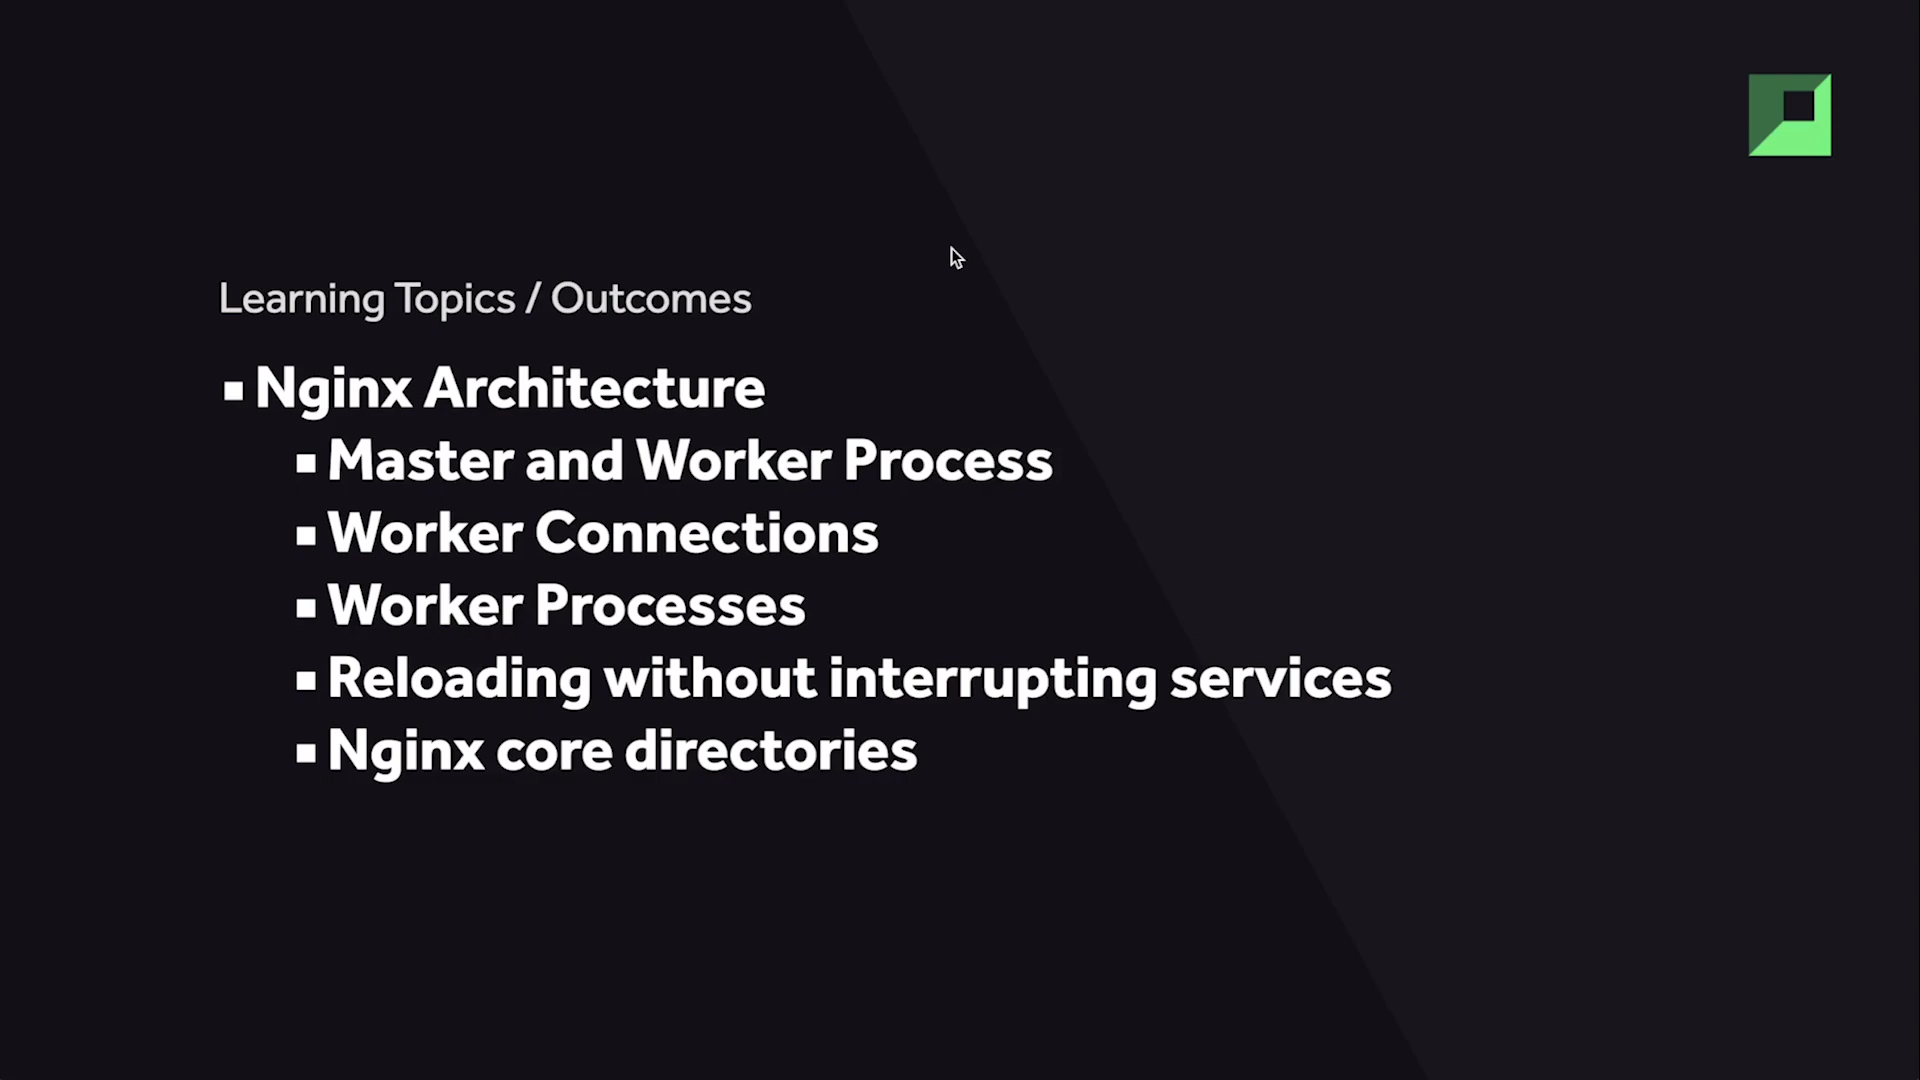 Learning Topics / Outcomes
▪ Nginx Architecture
▪ Master and Worker Process
▪ Worker Connections
▪ Worker Processes
▪ Reloading without interrupting services
▪ Nginx core directories